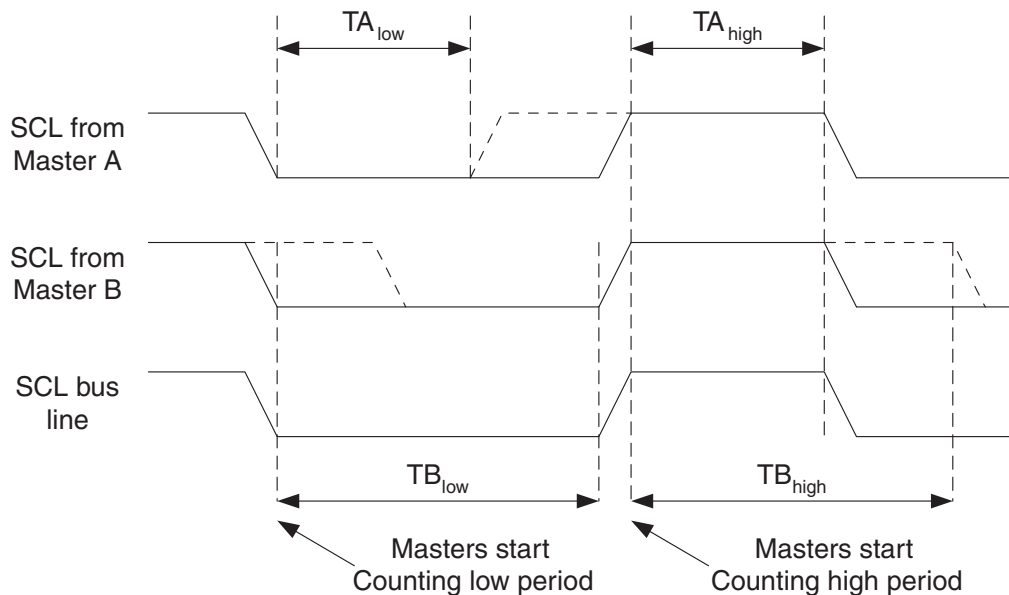 TA low
TA high
SCL from
Master A
SCL from
Master B
SCL bus
line
TB low
TB high
Masters start
Counting low period
Masters start
Counting high period